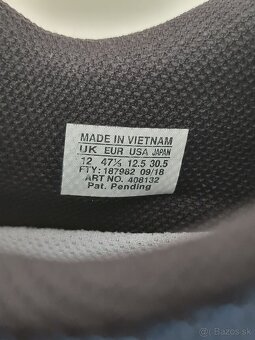 MADE IN VIETNAM
UK EUR USA JAPAN
12 47⅓ 12.5 30.5
FTY: 187982 09/18
ART NO. 408132
Pat. Pending
© bazos.sk